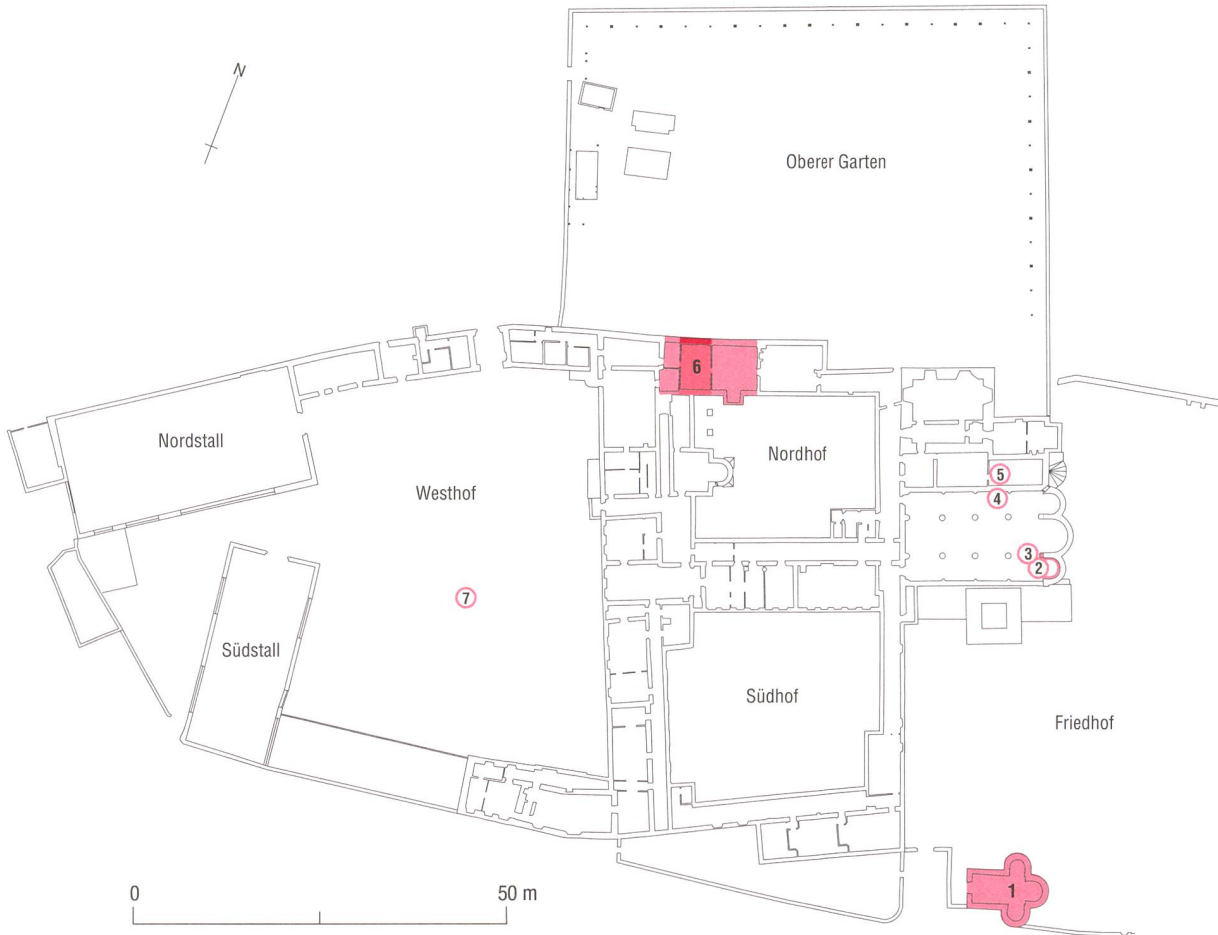 N
Oberer Garten
6
Nordstall
Westhof
Nordhof
5
4
3
2
7
Südstall
Südhof
Friedhof
1
0 50 m